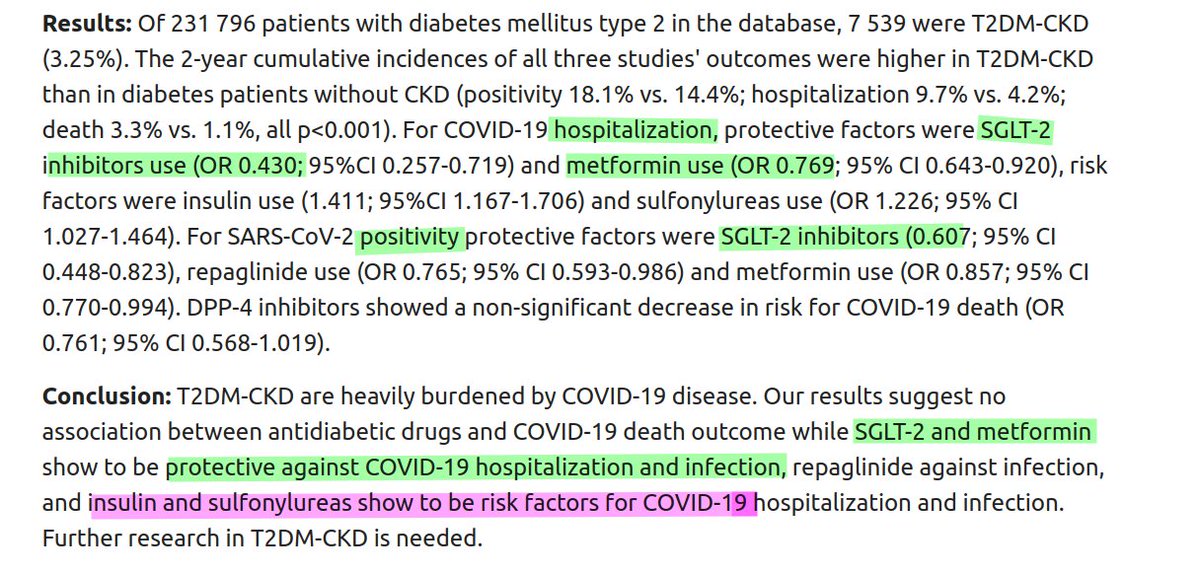 Results: Of 231 796 patients with diabetes mellitus type 2 in the database, 7 539 were T2DM-CKD
(3.25%). The 2-year cumulative incidences of all three studies' outcomes were higher in T2DM-CKD
than in diabetes patients without CKD (positivity 18.1% vs. 14.4%; hospitalization 9.7% vs. 4.2%;
death 3.3% vs. 1.1%, all p<0.001). For COVID-19 hospitalization, protective factors were SGLT-2
inhibitors use (OR 0.430; 95%CI 0.257-0.719) and metformin use (OR 0.769; 95% CI 0.643-0.920), risk
factors were insulin use (1.411; 95%CI 1.167-1.706) and sulfonylureas use (OR 1.226; 95% CI
1.027-1.464). For SARS-CoV-2 positivity protective factors were SGLT-2 inhibitors (0.607; 95% CI
0.448-0.823), repaglinide use (OR 0.765; 95% CI 0.593-0.986) and metformin use (OR 0.857; 95% CI
0.770-0.994). DPP-4 inhibitors showed a non-significant decrease in risk for COVID-19 death (OR
0.761; 95% CI 0.568-1.019).
Conclusion: T2DM-CKD are heavily burdened by COVID-19 disease. Our results suggest no
association between antidiabetic drugs and COVID-19 death outcome while SGLT-2 and metformin
show to be protective against COVID-19 hospitalization and infection, repaglinide against infection,
and insulin and sulfonylureas show to be risk factors for COVID-19 hospitalization and infection.
Further research in T2DM-CKD is needed.